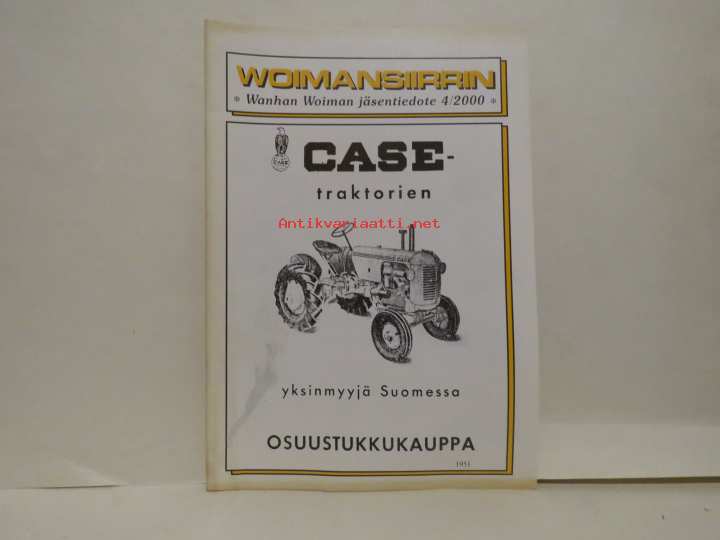 WOIMANSIIRRIN
* Wanhan Woiman jäsentiedote 4/2000 *
CASE
CASE-
traktorien
Antikvariaatti.net
yksinmyyjä Suomessa
OSUUSTUKKUKAUPPA
1951